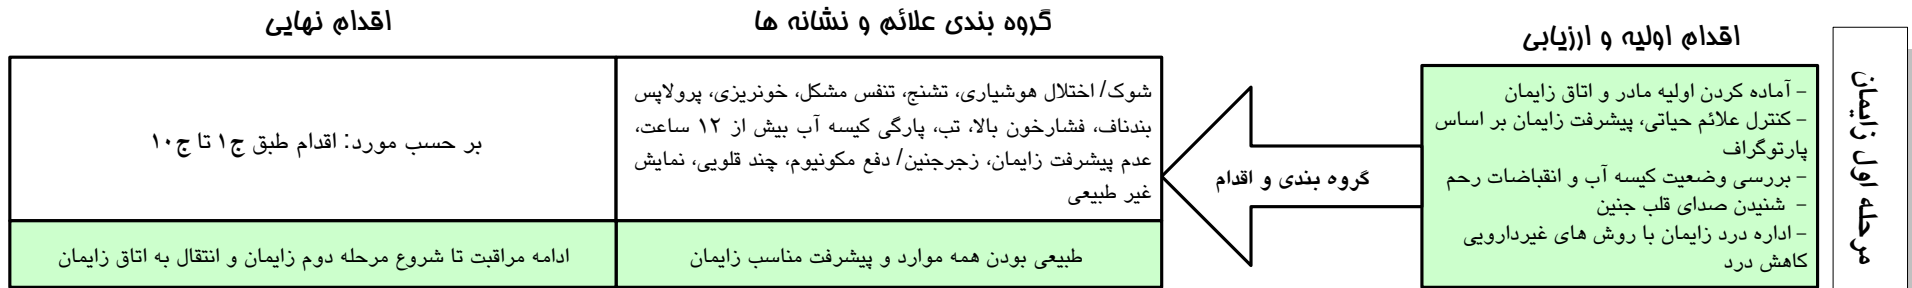 مرحله اول زایمان
اقدام اولیه و ارزیابی
- آماده کردن اولیه مادر و اتاق زایمان
- کنترل علائم حیاتی، پیشرفت زایمان بر اساس
پارتوگراف
- بررسی وضعیت کیسه آب و انقباضات رحم
- شنیدن صدای قلب جنین
- اداره درد زایمان با روش های غیردارویی
کاهش درد
گروه بندی و اقدام
گروه بندی علائم و نشانه ها
شوک/ اختلال هوشیاری، تشنج، تنفس مشکل، خونریزی، پرولاپس
بندناف، فشارخون بالا، تب، پارگی کیسه آب بیش از ۱۲ ساعت،
عدم پیشرفت زایمان، زجرجنین/ دفع مکونیوم، چند قلویی، نمایش
غیر طبیعی
طبیعی بودن همه موارد و پیشرفت مناسب زایمان
اقدام نهایی
بر حسب مورد: اقدام طبق ج۱ تا ج۱۰
ادامه مراقبت تا شروع مرحله دوم زایمان و انتقال به اتاق زایمان